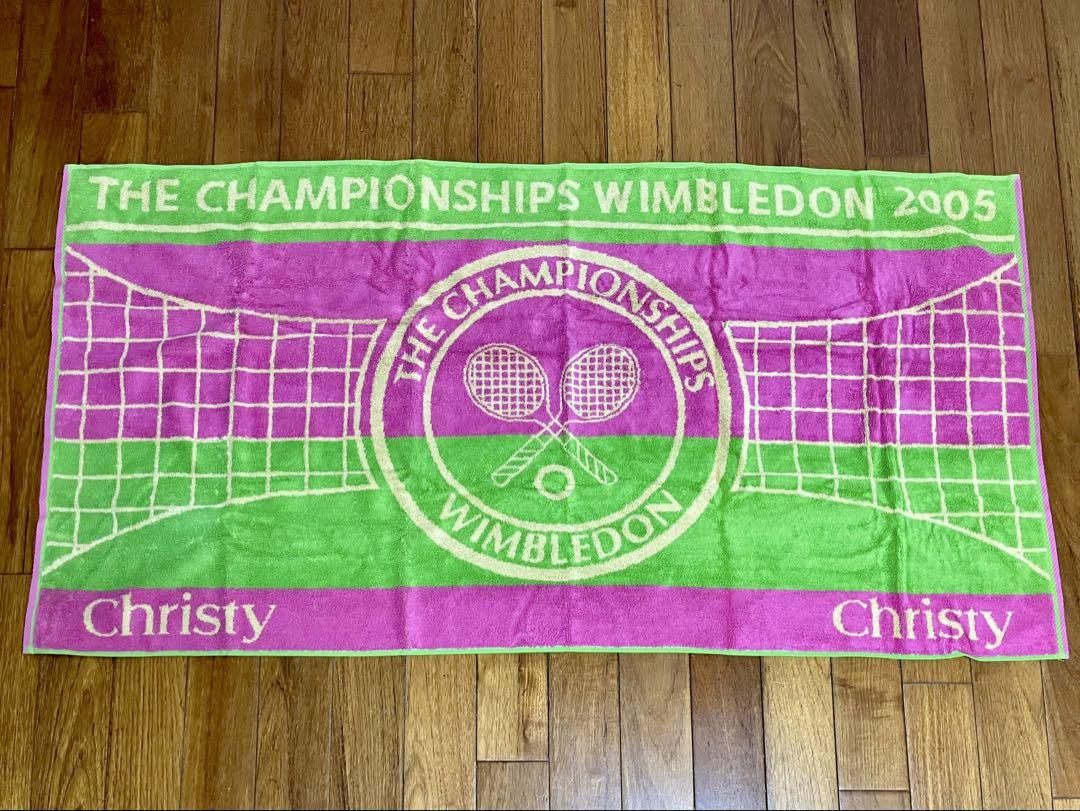 THE CHAMPIONSHIPS WIMBLEDON 2005
THE CHAMPIONSHIPS
WIMBLEDON
Christy
Christy